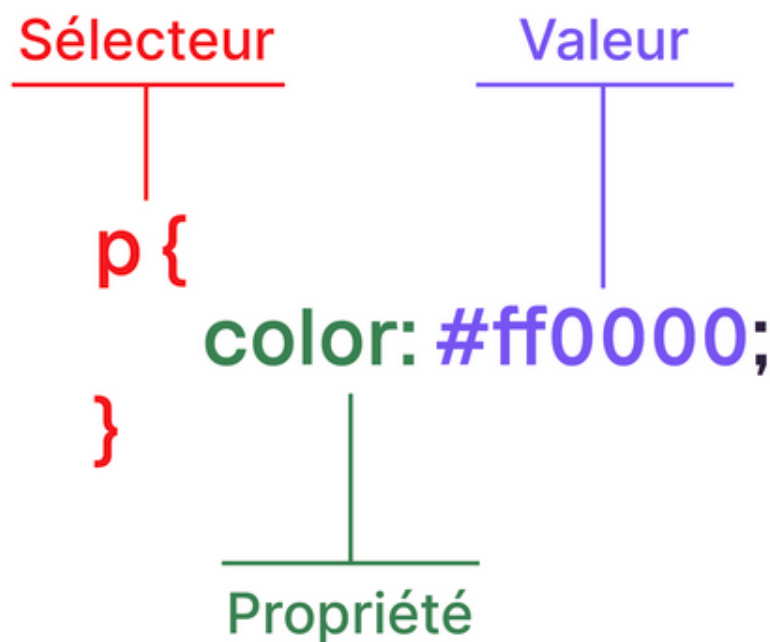 Sélecteur
Valeur
p {
color: #ff0000;
}
Propriété